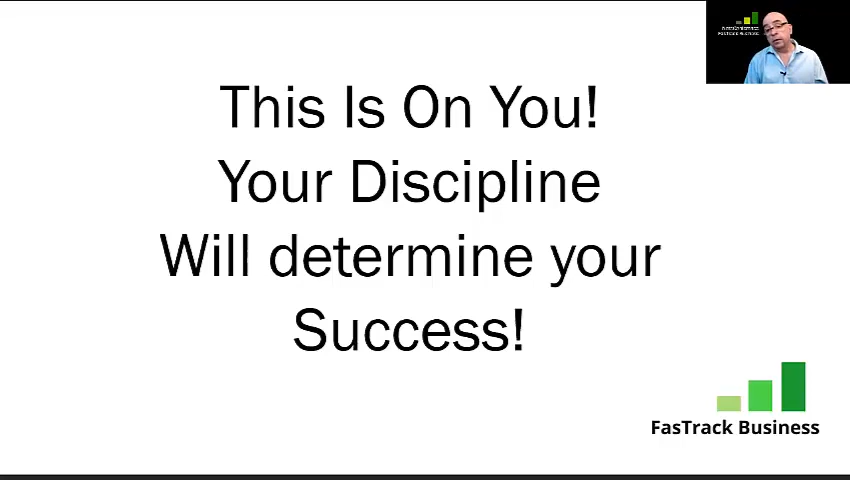 This Is On You!
Your Discipline
Will determine your
Success!
FasTrack Business